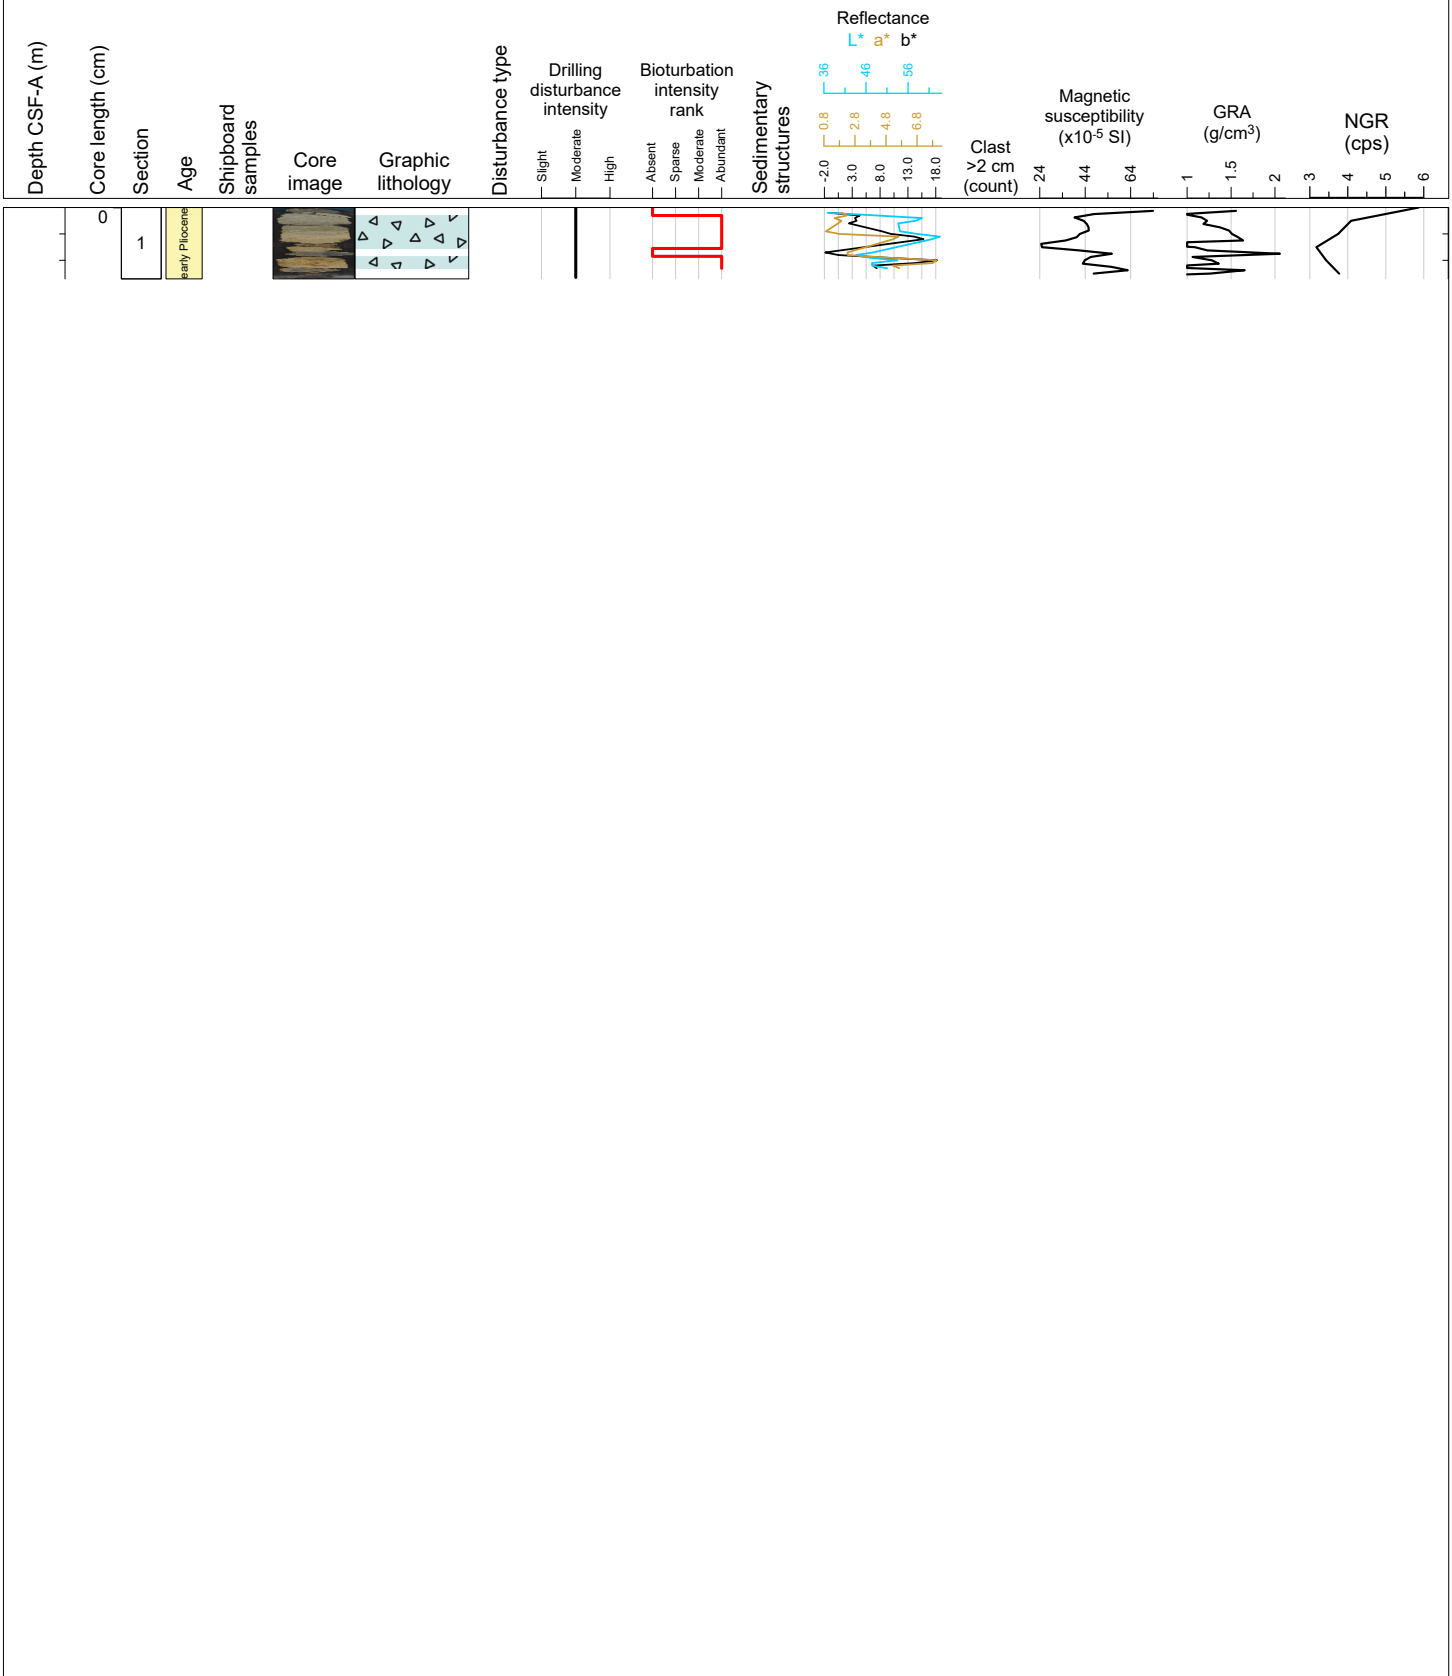 Depth CSF-A (m)
Core length (cm)
Section
Age
Shipboard
samples
Core
image
Graphic
lithology
Disturbance type
Drilling
disturbance
intensity
Slight
Moderate
High
Bioturbation
intensity
rank
Absent
Sparse
Moderate
Abundant
Sedimentary
structures
Reflectance
L* a* b*
36 46 56
0.8 2.8 4.8 6.8
-2.0 3.0 8.0 13.0 18.0
Clast
>2 cm
(count)
Magnetic
susceptibility
(x10-5 SI)
24 44 64
GRA
(g/cm3)
1 1.5 2
NGR
(cps)
3 4 5 6
0
1
early Pliocene